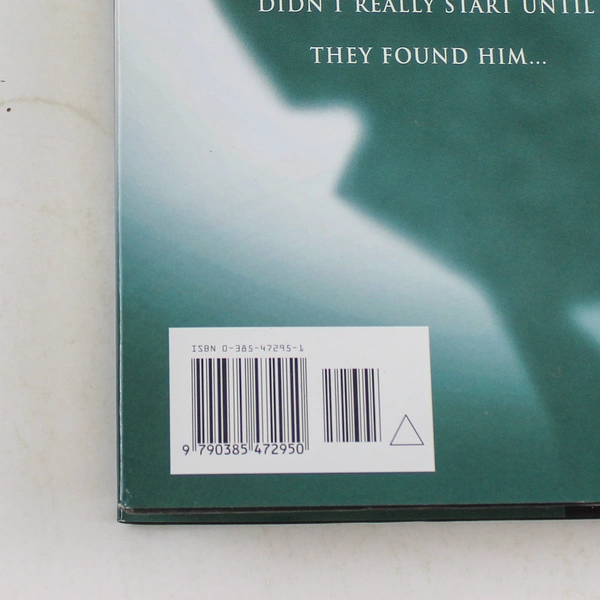 DIDN'T REALLY START UNTIL
THEY FOUND HIM...
ISBN 0-385-47295-1
9 790385 472950